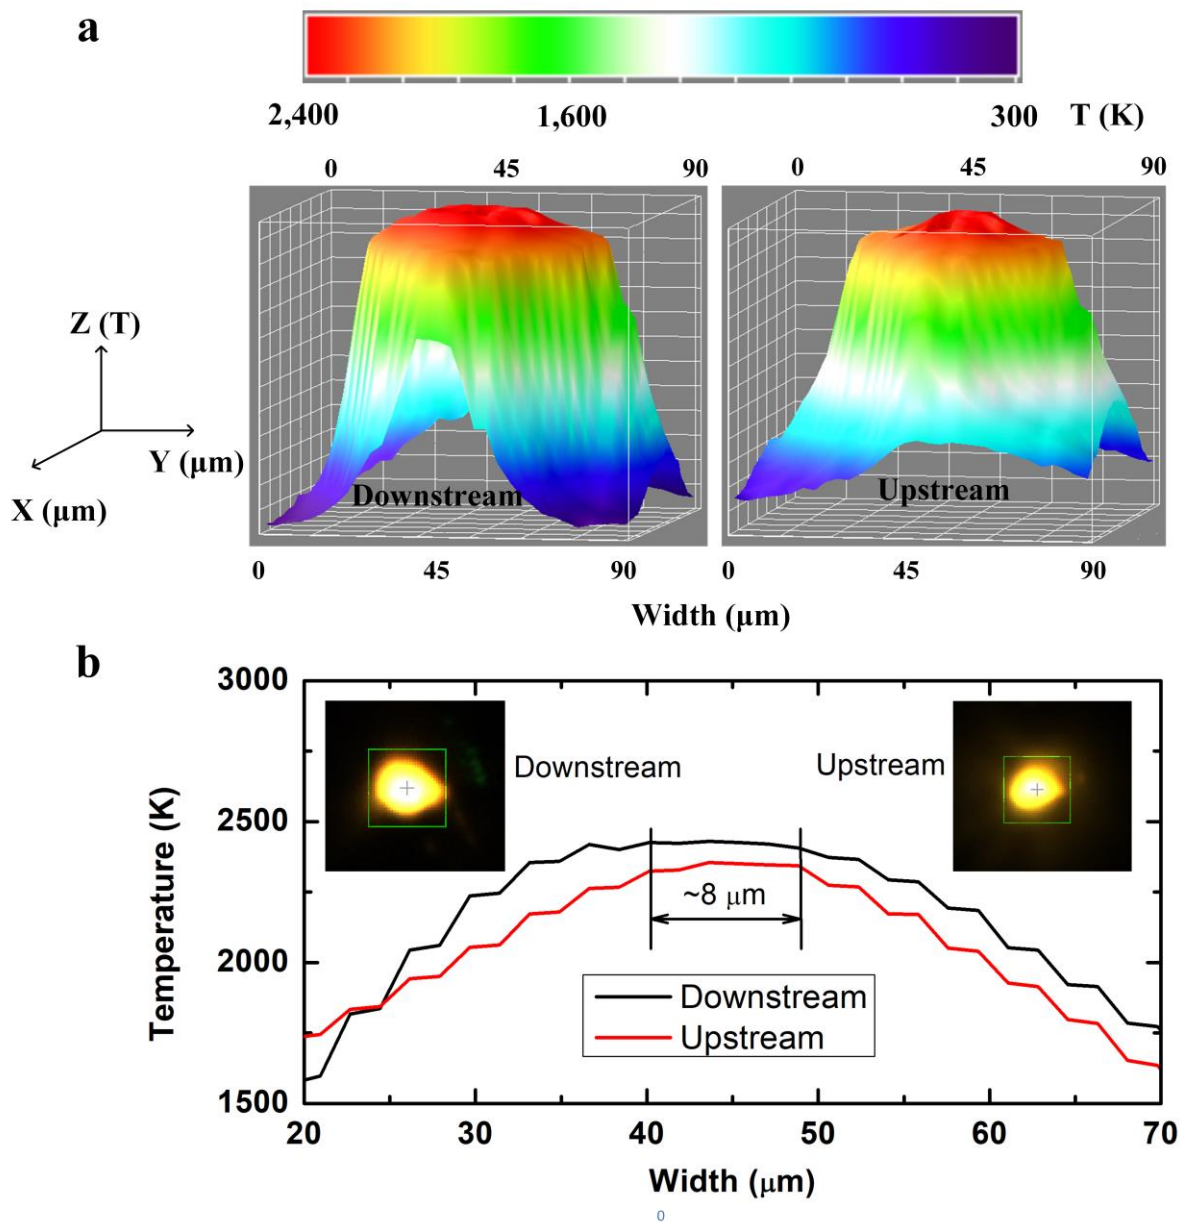 a
2,400 1,600 300 T (K)
0 45 90 0 45 90
Z (T)
Y (μm)
X (μm)
Downstream Upstream
0 45 90 0 45 90
Width (μm)
b
3000
2500
2000
1500
Temperature (K)
Downstream Upstream
~8 μm
Downstream
Upstream
20 30 40 50 60 70
Width (μm)
0